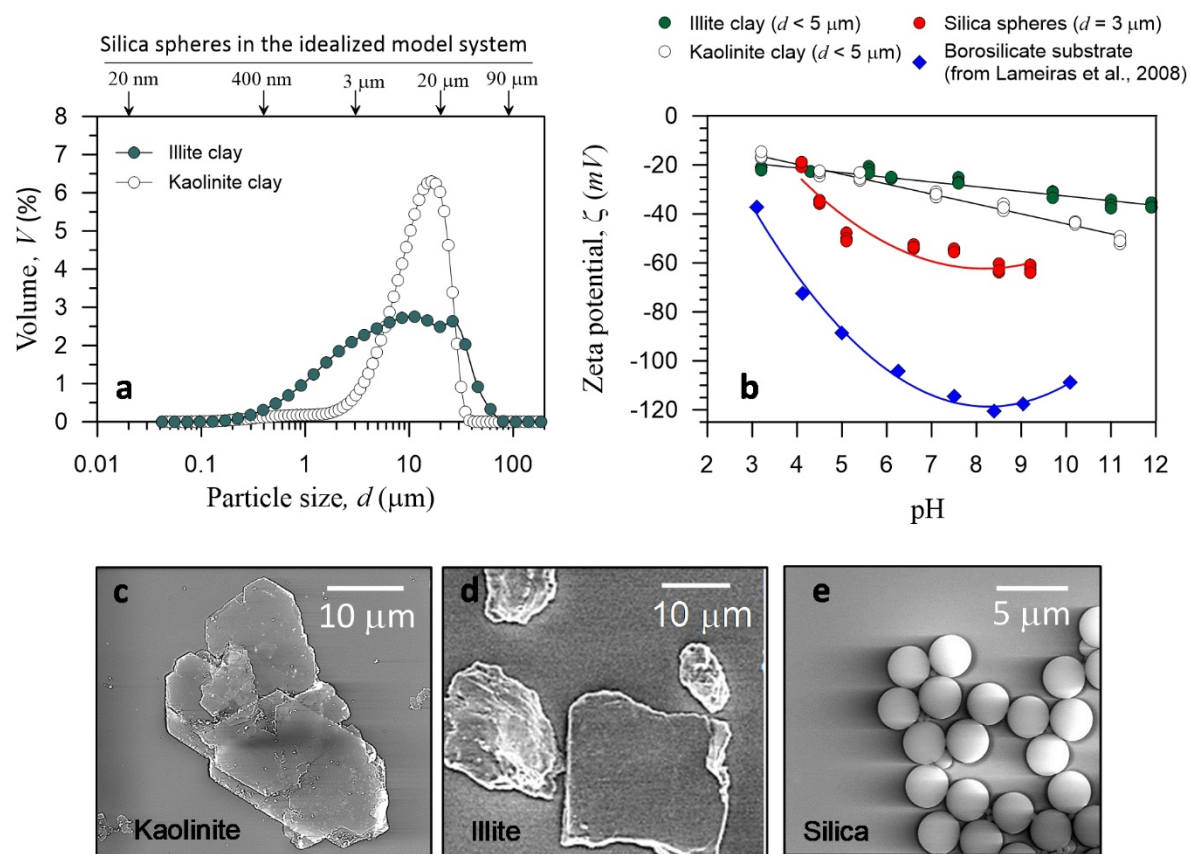 Silica spheres in the idealized model system
20 nm 400 nm 3 μm 20 μm 90 μm
8
7
6
5
4
3
2
1
0
Volume, V (%)
Illite clay
Kaolinite clay
a
0.01 0.1 1 10 100
Particle size, d (μm)
Illite clay (d < 5 μm)
Kaolinite clay (d < 5 μm)
Silica spheres (d = 3 μm)
Borosilicate substrate
(from Lameiras et al., 2008)
0
-20
-40
-60
-80
-100
-120
Zeta potential, ζ (mV)
b
2 3 4 5 6 7 8 9 10 11 12
pH
c
10 μm
Kaolinite
d
10 μm
Illite
e
5 μm
Silica